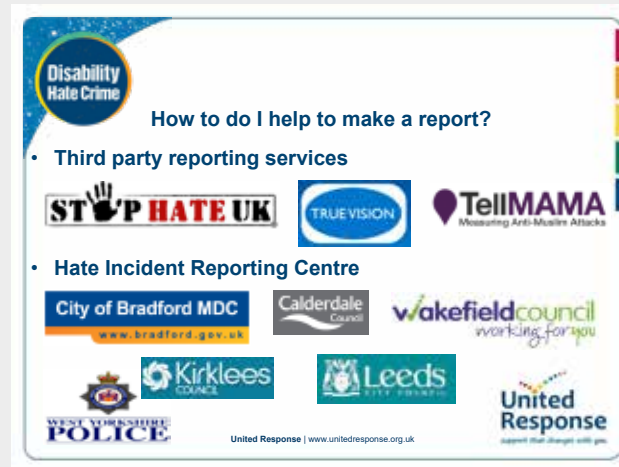 Disability
Hate Crime
How to do I help to make a report?
• Third party reporting services
ST P HATE UK
TRUE VISION
TellMAMA
Measuring Anti-Muslim Attacks
• Hate Incident Reporting Centre
City of Bradford MDC
www.bradford.gov.uk
Calderdale
Council
wakefieldcouncil
working for you
Kirklees
COUNCIL
Leeds
CITY COUNCIL
WEST YORKSHIRE
POLICE
United Response | www.unitedresponse.org.uk
United
Response
support that changes with you